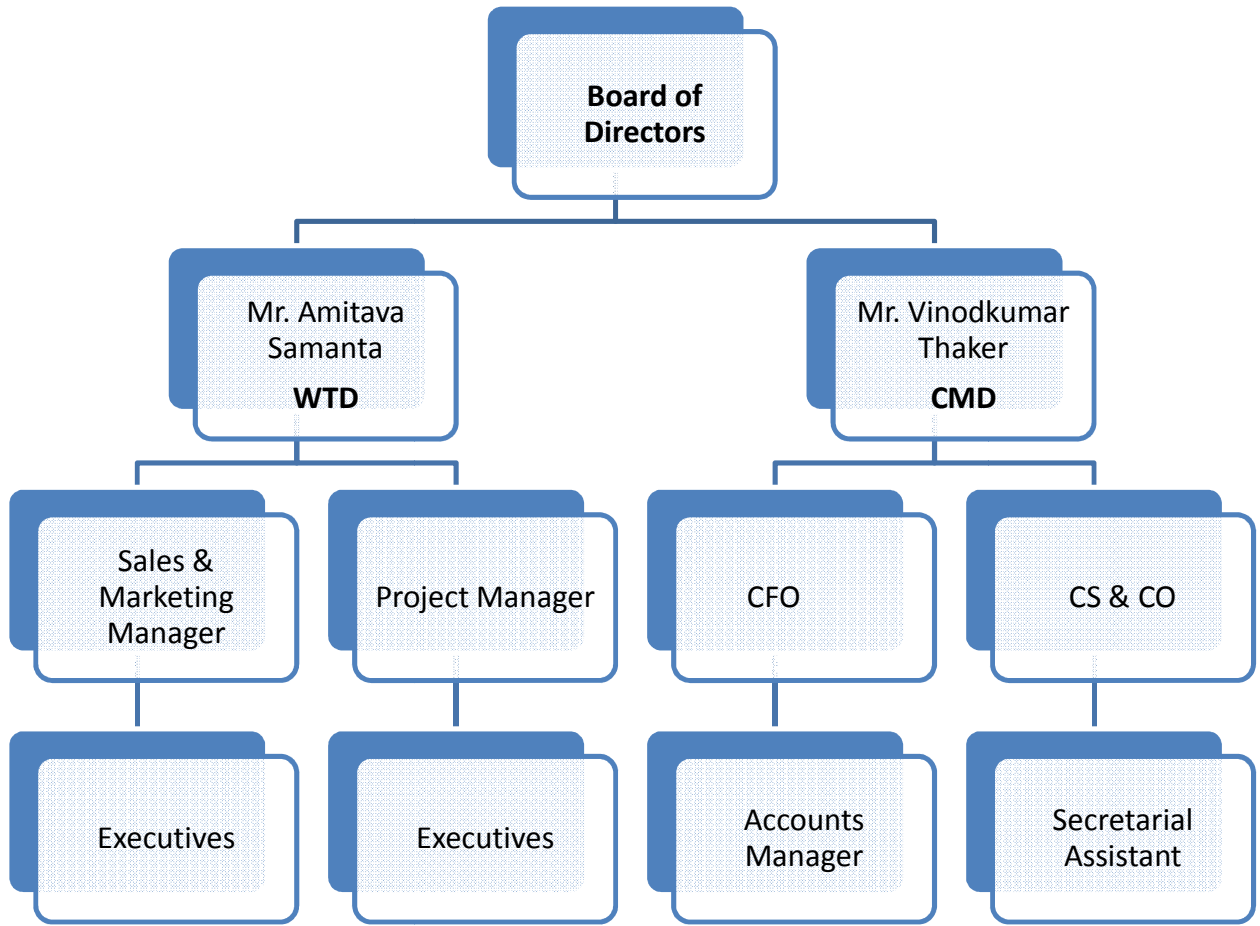 Board of
Directors
Mr. Amitava
Samanta
WTD
Mr. Vinodkumar
Thaker
CMD
Sales &
Marketing
Manager
Project Manager
CFO
CS & CO
Executives
Executives
Accounts
Manager
Secretarial
Assistant